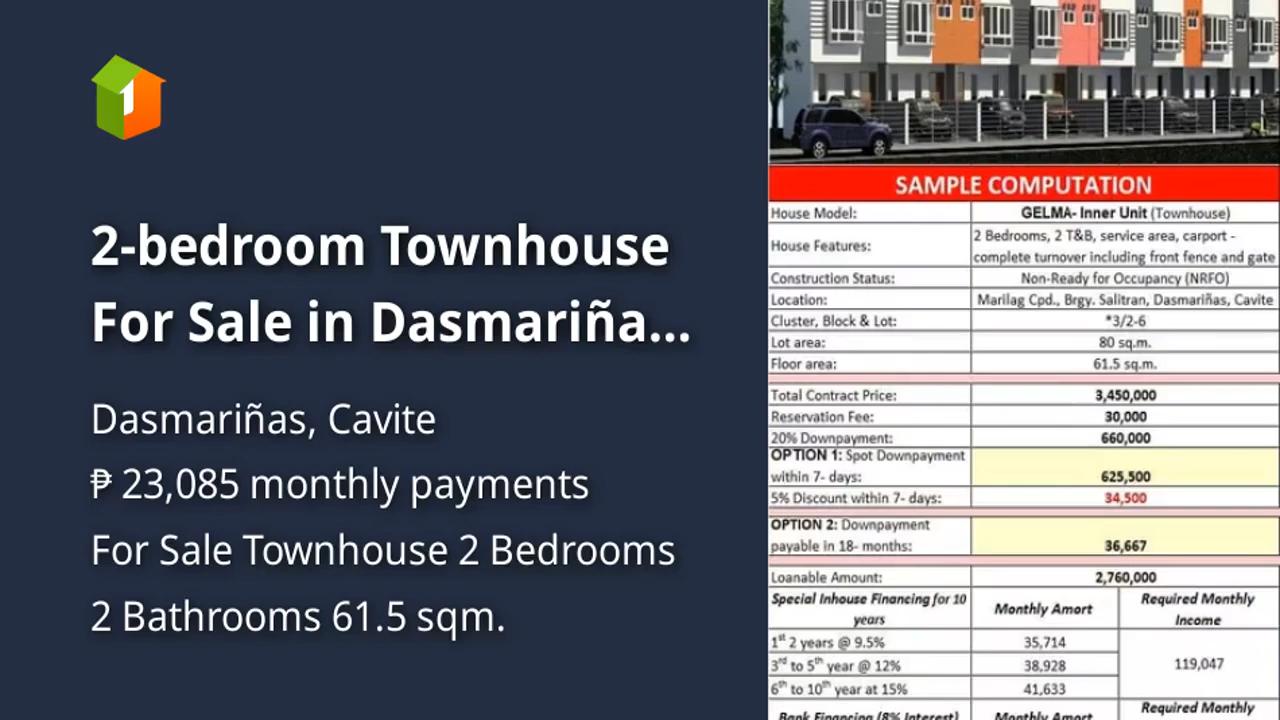 2-bedroom Townhouse
For Sale in Dasmariña...
Dasmariñas, Cavite
₱ 23,085 monthly payments
For Sale Townhouse 2 Bedrooms
2 Bathrooms 61.5 sqm.
SAMPLE COMPUTATION
House Model: GELMA- Inner Unit (Townhouse)
House Features: 2 Bedrooms, 2 T&B, service area, carport -
complete turnover including front fence and gate
Construction Status: Non-Ready for Occupancy (NRFO)
Location: Marilag Cpd., Brgy. Salitran, Dasmariñas, Cavite
Cluster, Block & Lot: *3/2-6
Lot area: 80 sq.m.
Floor area: 61.5 sq.m.
Total Contract Price: 3,450,000
Reservation Fee: 30,000
20% Downpayment: 660,000
OPTION 1: Spot Downpayment
within 7- days: 625,500
5% Discount within 7- days: 34,500
OPTION 2: Downpayment
payable in 18- months: 36,667
Loanable Amount: 2,760,000
Special Inhouse Financing for 10
years Monthly Amort Required Monthly
Income
1st 2 years @ 9.5% 35,714
3rd to 5th year @ 12% 38,928 119,047
6th to 10th year at 15% 41,633
Bank Financing (8% Interest) Monthly Amort Required Monthly